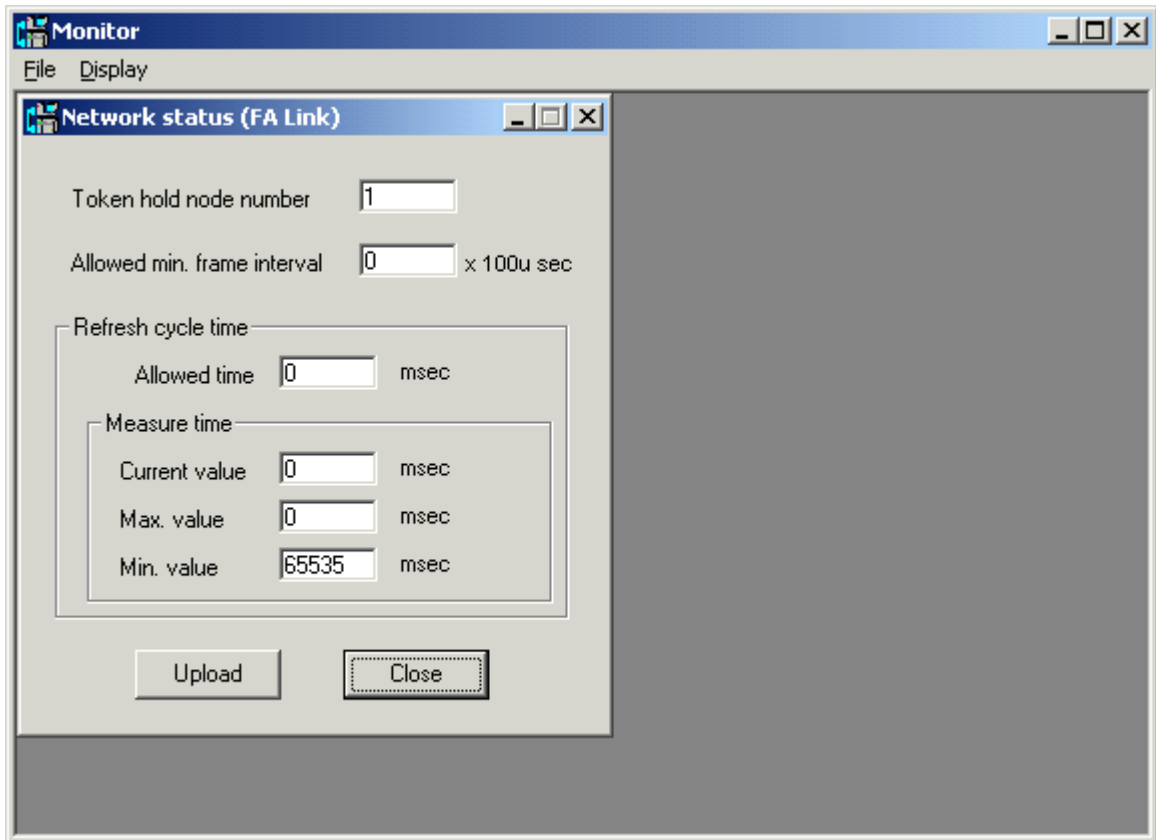 Monitor
File Display
Network status (FA Link)
Token hold node number 1
Allowed min. frame interval 0 x 100u sec
Refresh cycle time
Allowed time 0 msec
Measure time
Current value 0 msec
Max. value 0 msec
Min. value 65535 msec
Upload Close